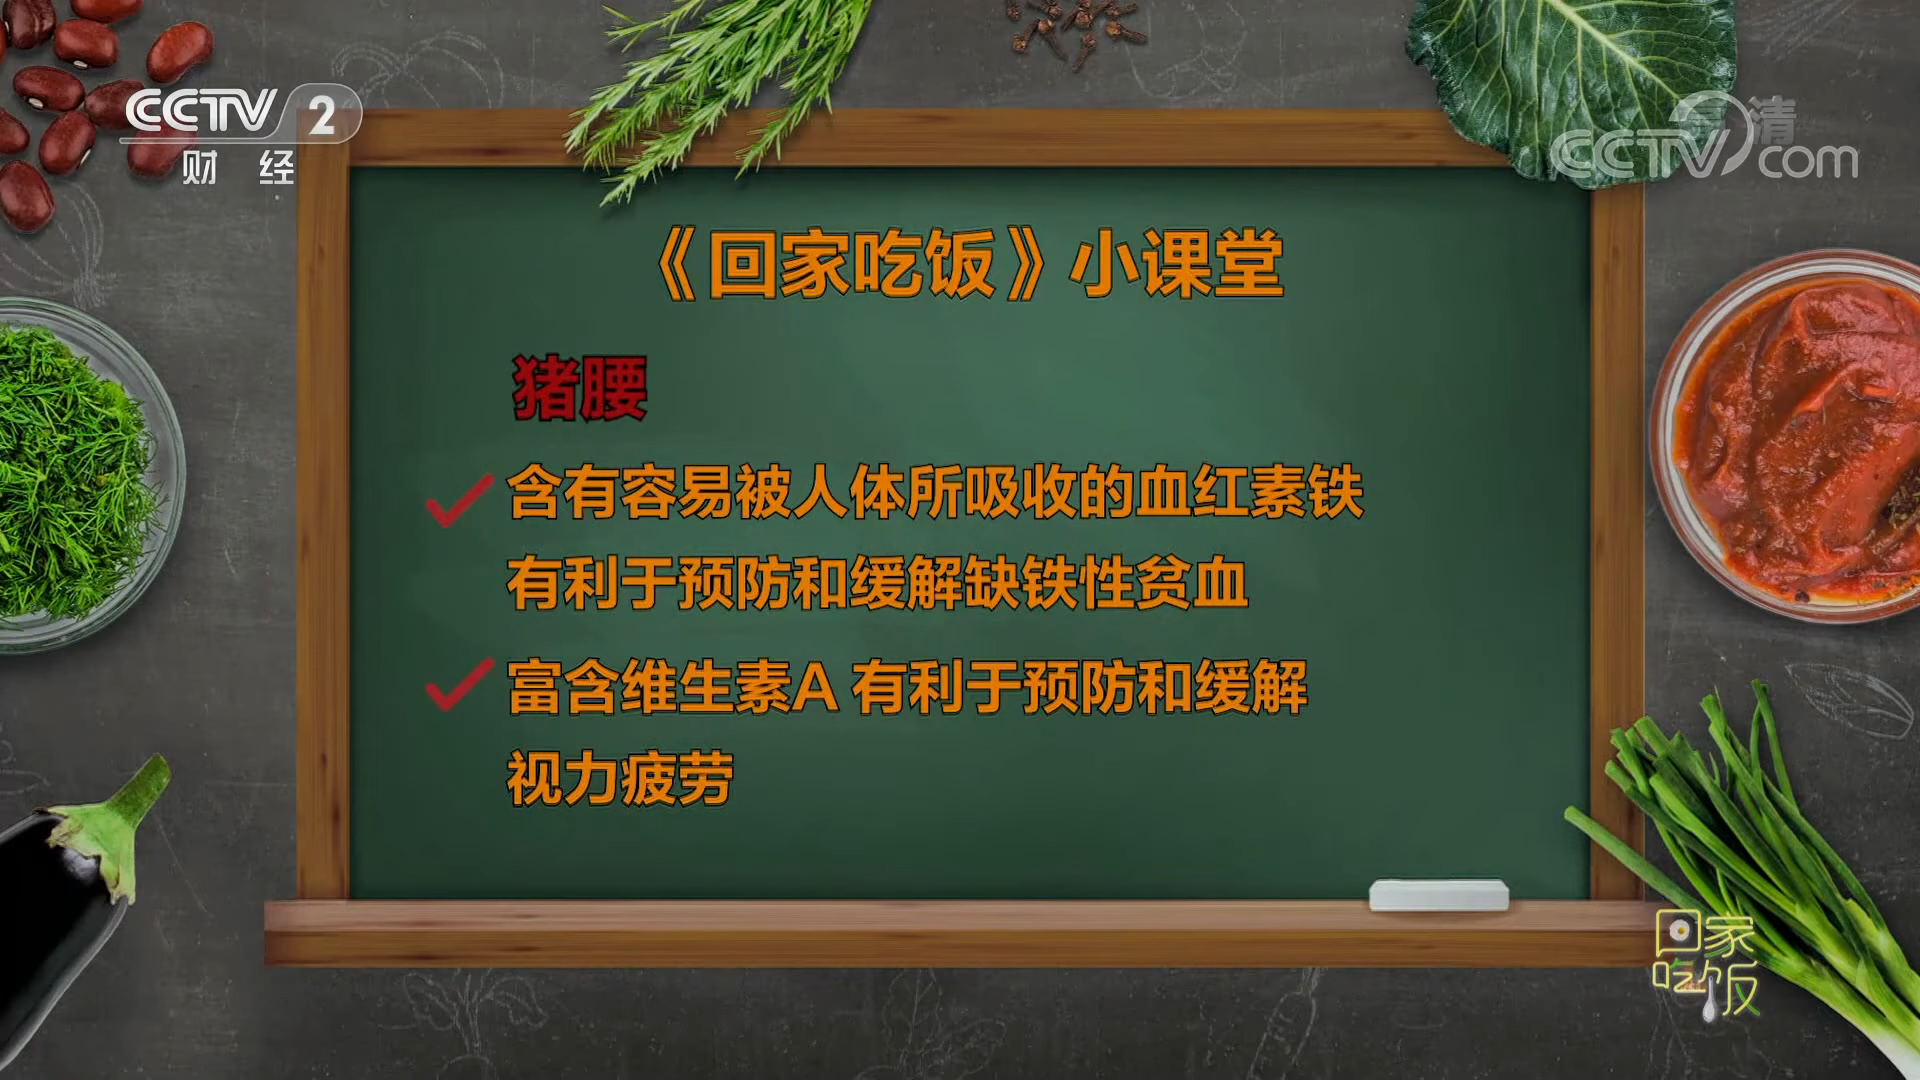 CCTV 2
财 经
高清
CCTV.com
《回家吃饭》小课堂
猪腰
含有容易被人体所吸收的血红素铁
有利于预防和缓解缺铁性贫血
富含维生素A 有利于预防和缓解
视力疲劳
回家
吃饭